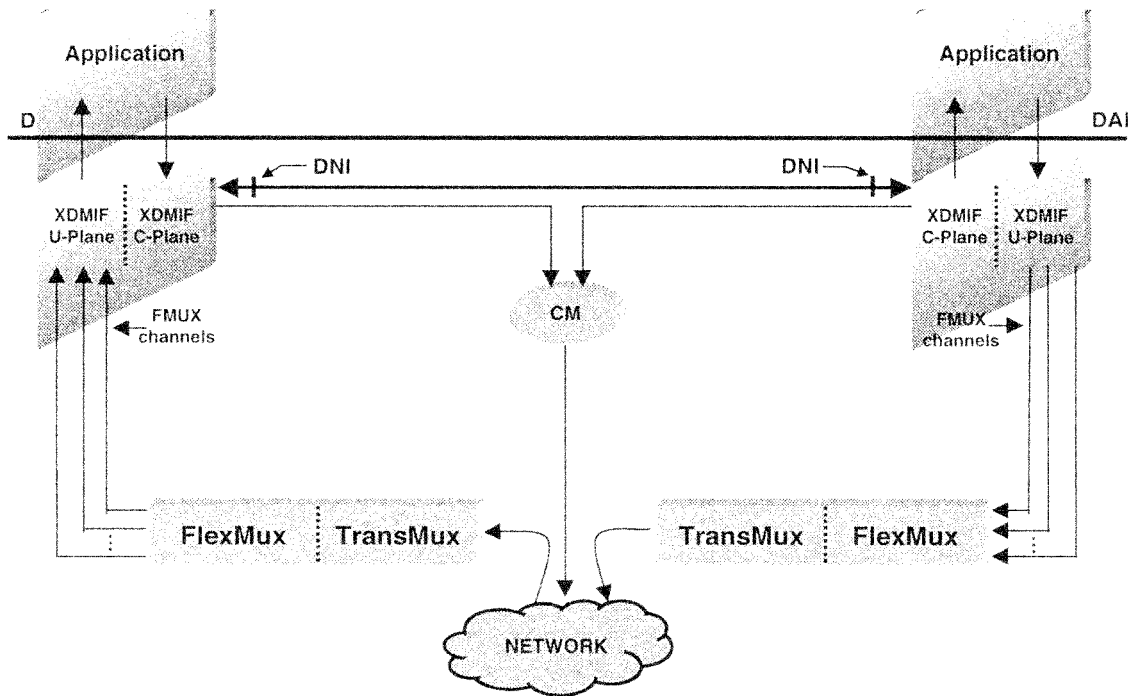 Application
Application
D
DAI
DNI
DNI
XDMIF
U-Plane
XDMIF
C-Plane
XDMIF
C-Plane
XDMIF
U-Plane
FMUX
channels
CM
FMUX
channels
FlexMux
TransMux
TransMux
FlexMux
NETWORK